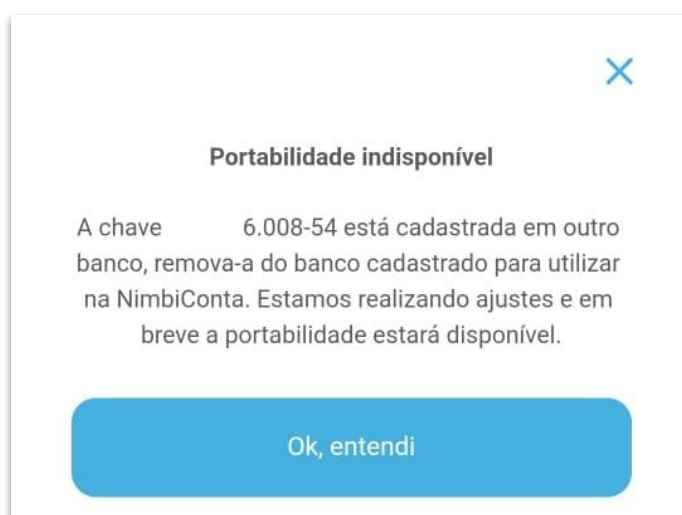 Portabilidade indisponível
A chave 6.008-54 está cadastrada em outro
banco, remova-a do banco cadastrado para utilizar
na NimbiConta. Estamos realizando ajustes e em
breve a portabilidade estará disponível.
Ok, entendi